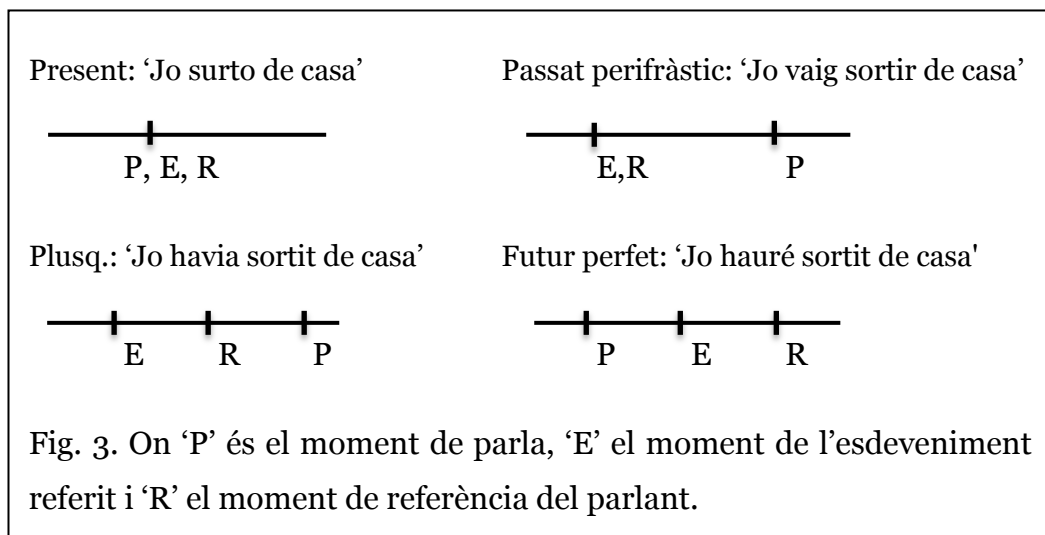 Present: ‘Jo surto de casa’
Passat perifràstic: ‘Jo vaig sortir de casa’
P, E, R
E,R
P
Plusq.: ‘Jo havia sortit de casa’
Futur perfet: ‘Jo hauré sortit de casa'
E
R
P
P
E
R
Fig. 3. On ‘P’ és el moment de parla, ‘E’ el moment de l’esdeveniment
referit i ‘R’ el moment de referència del parlant.